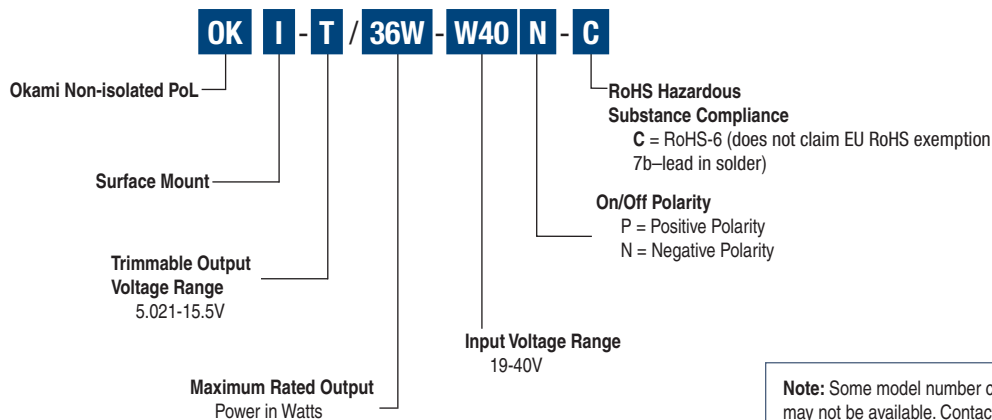 OK I - T / 36W - W40 N - C
Okami Non-isolated PoL
RoHS Hazardous
Substance Compliance
C = RoHS-6 (does not claim EU RoHS exemption
7b–lead in solder)
Surface Mount
On/Off Polarity
P = Positive Polarity
N = Negative Polarity
Trimmable Output
Voltage Range
5.021-15.5V
Input Voltage Range
19-40V
Maximum Rated Output
Power in Watts
Note: Some model number
may not be available. Contac